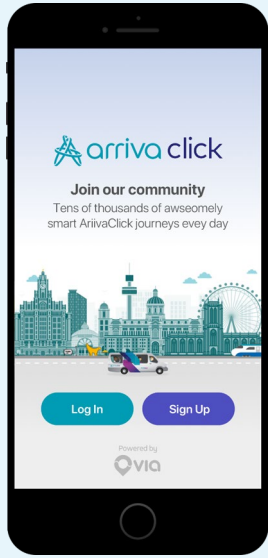 arriva click
Join our community
Tens of thousands of awseomely
smart AriivaClick journeys evey day
Log In
Sign Up
Powered by
via